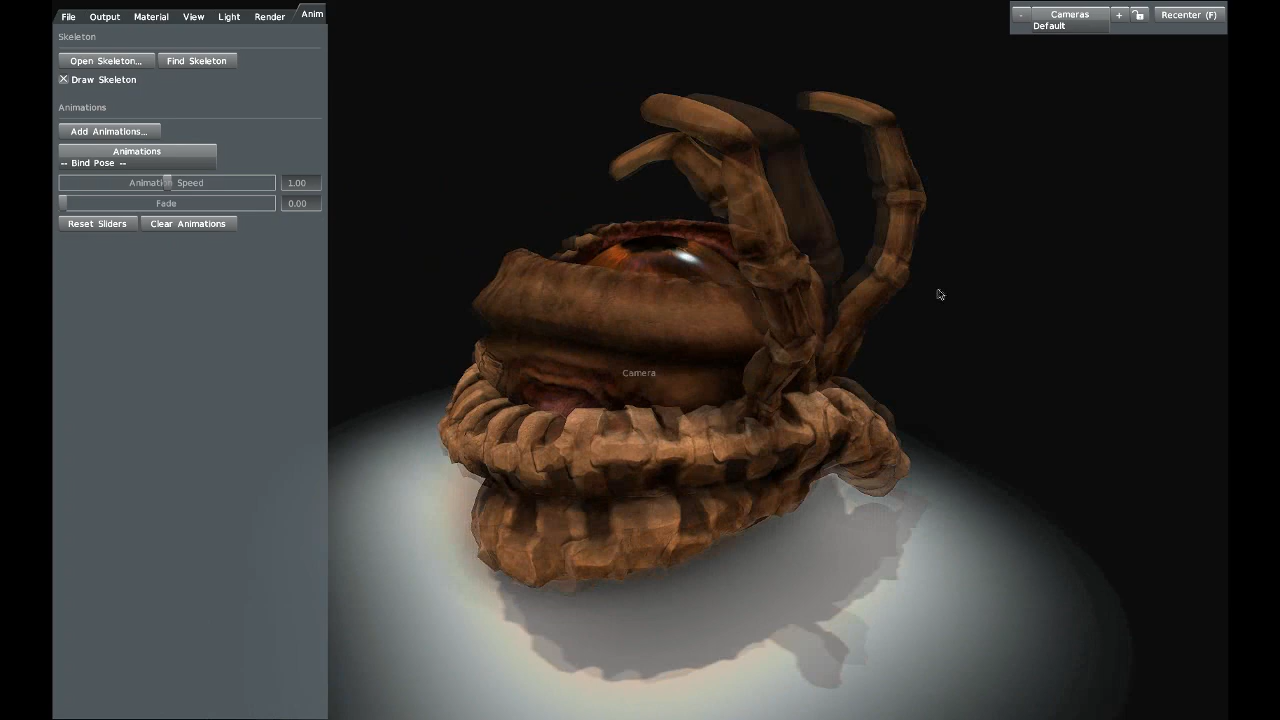 File Output Material View Light Render Anim
Skeleton
Open Skeleton... Find Skeleton
Draw Skeleton
Animations
Add Animations...
Animations
-- Bind Pose --
Animation Speed 1.00
Fade 0.00
Reset Sliders Clear Animations
- Cameras + Recenter (F)
Default
Camera